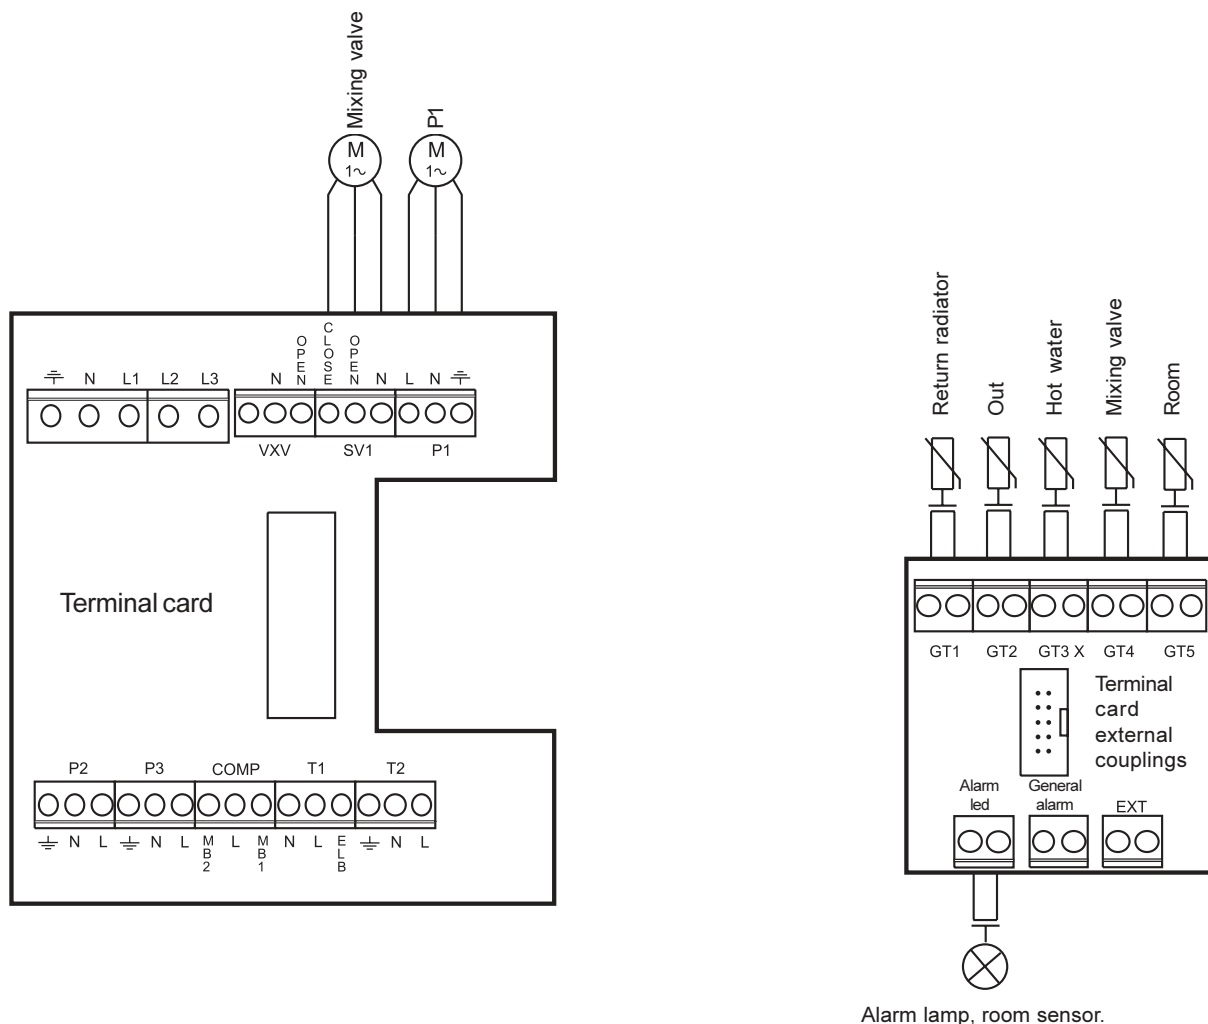 Mixing valve
P1
M
1~
M
1~
N L1 L2 L3 N OPEN CLOSE OPEN N L N
VXV SV1 P1
Terminal card
P2 P3 COMP T1 T2
N L N L MB2 L MB1 N L ELB N L
Return radiator
Out
Hot water
Mixing valve
Room
GT1 GT2 GT3 X GT4 GT5
Terminal
card
external
couplings
Alarm
led
General
alarm
EXT
Alarm lamp, room sensor.